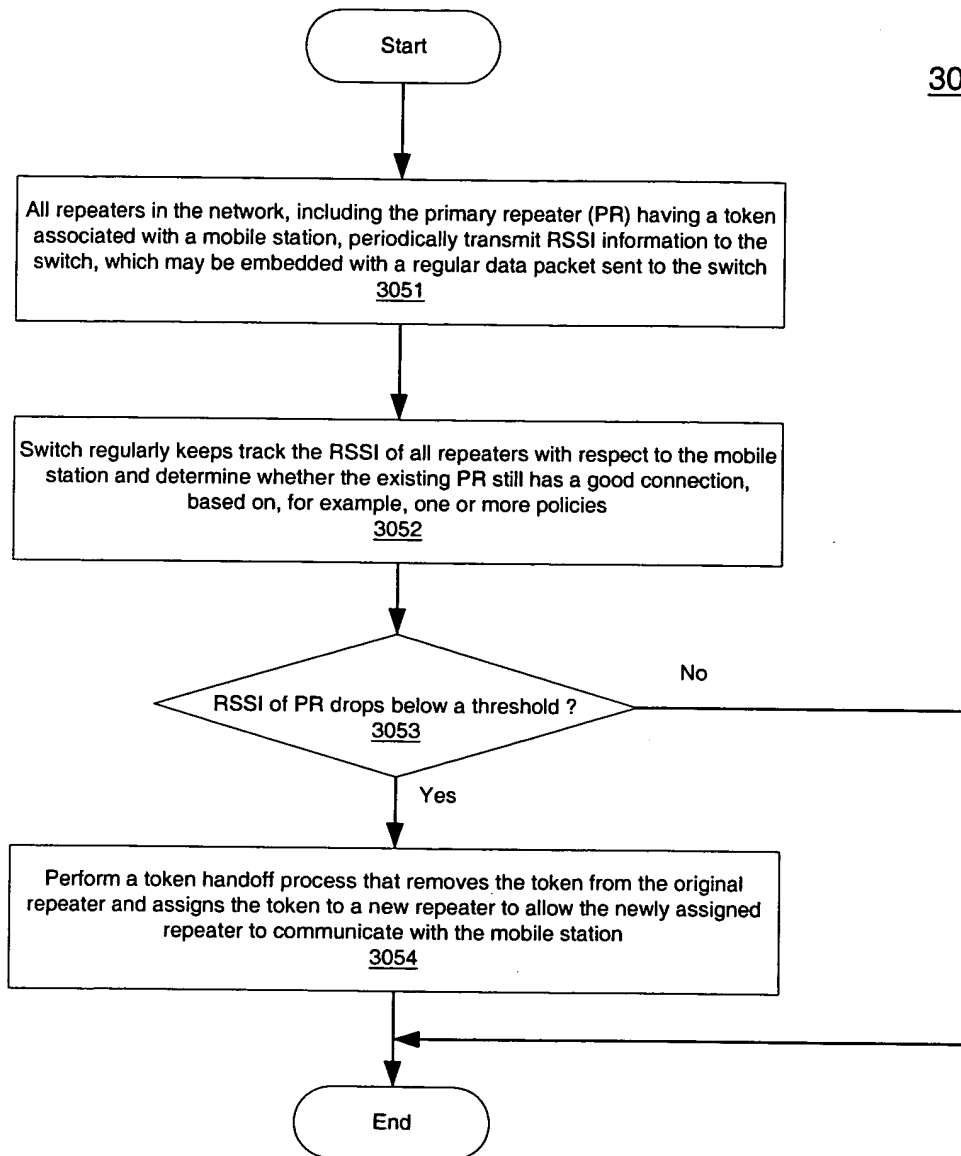 Start
30
All repeaters in the network, including the primary repeater (PR) having a token
associated with a mobile station, periodically transmit RSSI information to the
switch, which may be embedded with a regular data packet sent to the switch
3051
Switch regularly keeps track the RSSI of all repeaters with respect to the mobile
station and determine whether the existing PR still has a good connection,
based on, for example, one or more policies
3052
No
RSSI of PR drops below a threshold ?
3053
Yes
Perform a token handoff process that removes the token from the original
repeater and assigns the token to a new repeater to allow the newly assigned
repeater to communicate with the mobile station
3054
End